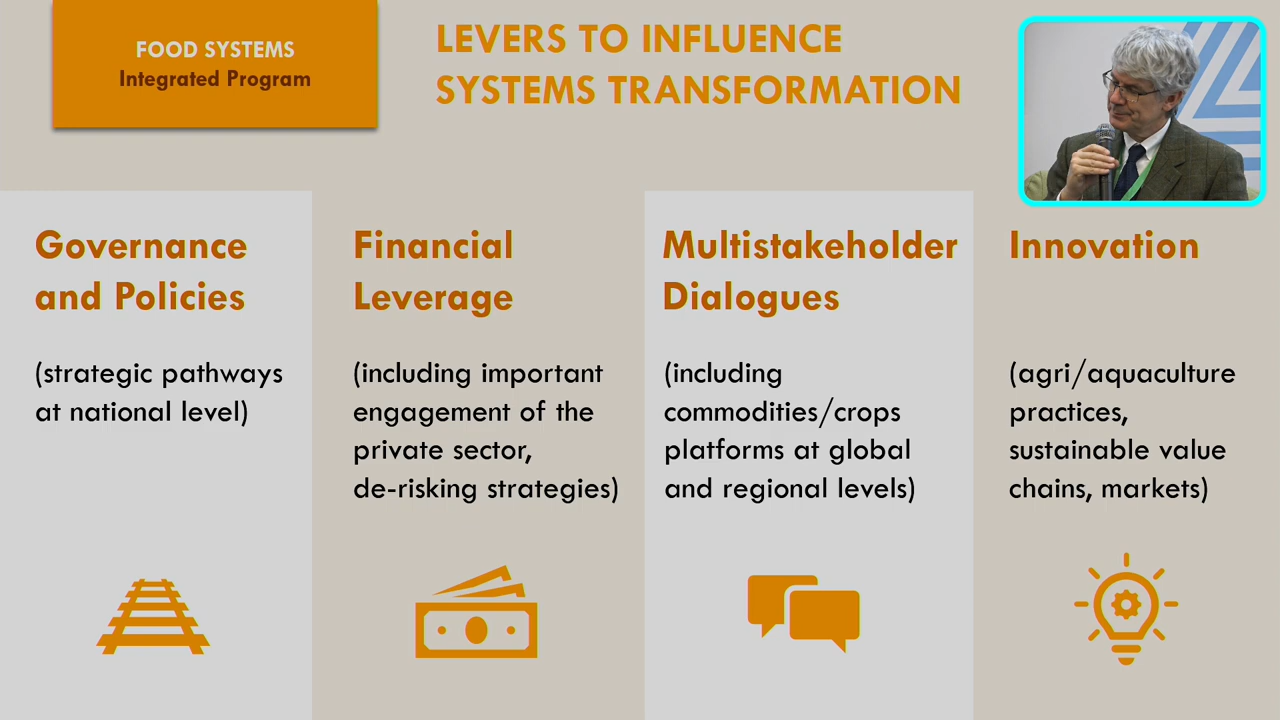 FOOD SYSTEMS
Integrated Program
LEVERS TO INFLUENCE
SYSTEMS TRANSFORMATION
Governance
and Policies
(strategic pathways
at national level)
Financial
Leverage
(including important
engagement of the
private sector,
de-risking strategies)
Multistakeholder
Dialogues
(including
commodities/crops
platforms at global
and regional levels)
Innovation
(agri/aquaculture
practices,
sustainable value
chains, markets)